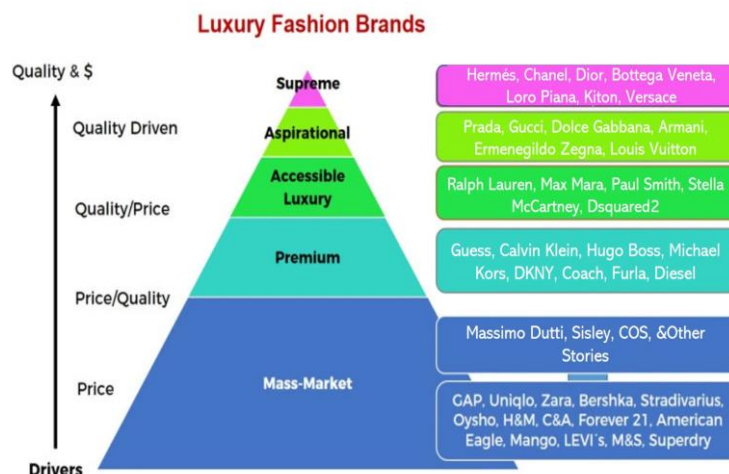 Luxury Fashion Brands
Quality & $
Supreme
Hermés, Chanel, Dior, Bottega Veneta,
Loro Piana, Kiton, Versace
Quality Driven
Aspirational
Prada, Gucci, Dolce Gabbana, Armani,
Ermenegildo Zegna, Louis Vuitton
Accessible
Luxury
Quality/Price
Ralph Lauren, Max Mara, Paul Smith, Stella
McCartney, Dsquared2
Premium
Guess, Calvin Klein, Hugo Boss, Michael
Kors, DKNY, Coach, Furla, Diesel
Price/Quality
Massimo Dutti, Sisley, COS, &Other
Stories
Price
Mass-Market
GAP, Uniqlo, Zara, Bershka, Stradivarius,
Oysho, H&M, C&A, Forever 21, American
Eagle, Mango, LEVI´s, M&S, Superdry
Drivers